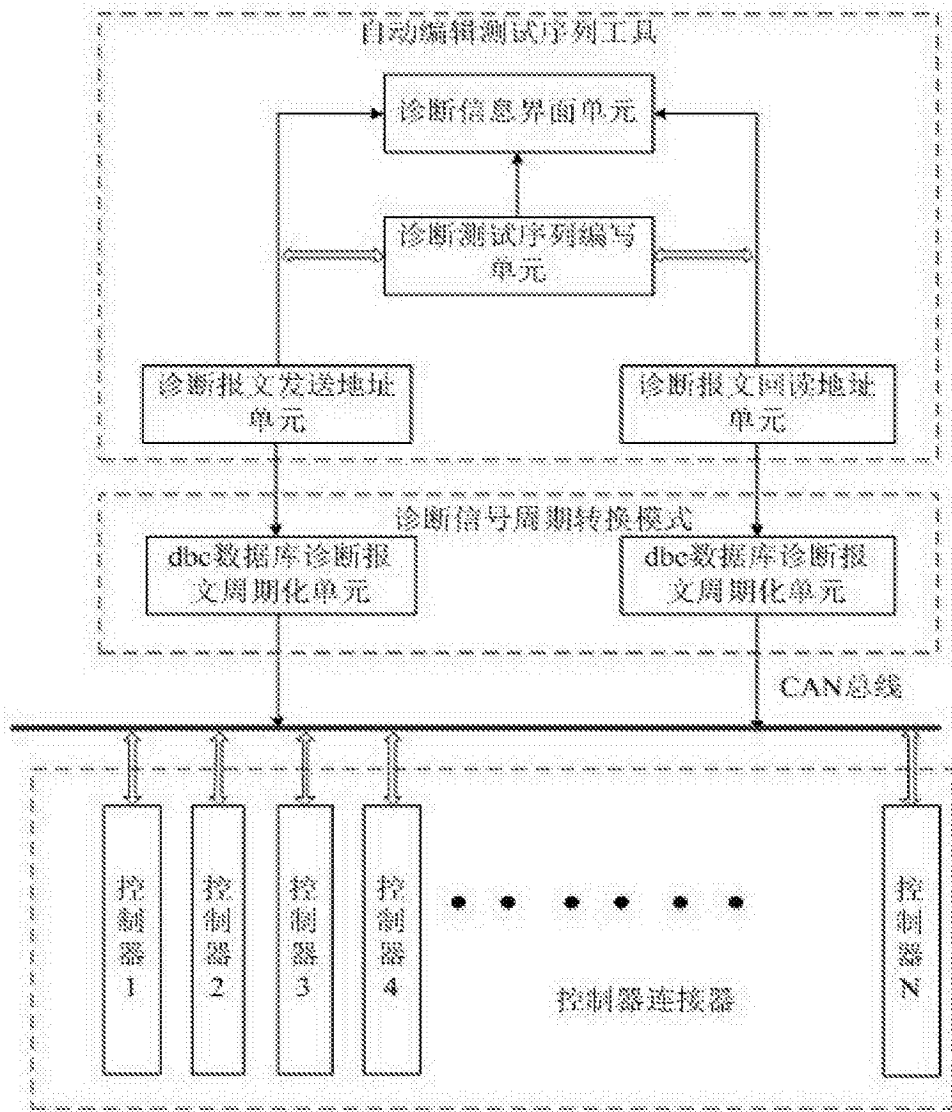 自动编辑测试序列工具
诊断信息界面单元
诊断测试序列编写
单元
诊断报文发送地址
单元
诊断报文回读地址
单元
诊断信号周期转换模式
dbc数据库诊断报
文周期化单元
dbc数据库诊断报
文周期化单元
CAN总线
控制器1
控制器2
控制器3
控制器4
控制器N
控制器连接器